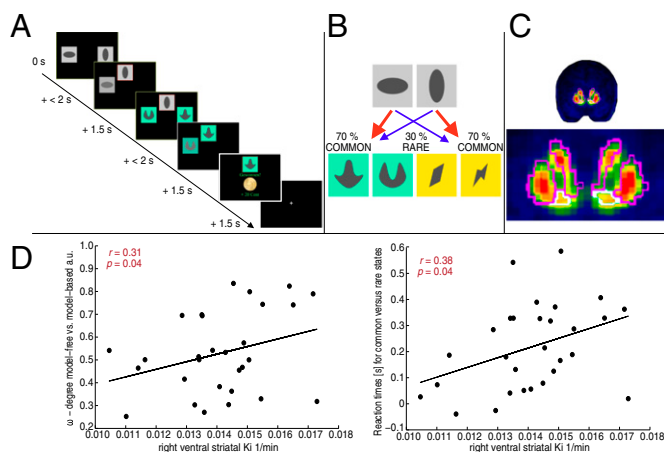 A
0 s
+ < 2 s
+ 1.5 s
+ <2 s
+ 1.5 s
+ 1.5 s
B
70 % 30 % 70 %
COMMON RARE COMMON
C
D
r = 0.31
p = 0.04
ω − degree model−free vs. model−based a.u.
1.0
0.9
0.8
0.7
0.6
0.5
0.4
0.3
0.2
0.010 0.011 0.012 0.013 0.014 0.015 0.016 0.017 0.018
right ventral striatal Ki 1/min
r = 0.38
p = 0.04
Reaction times [s] for common versus rare states
0.6
0.5
0.4
0.3
0.2
0.1
0
-0.1
0.010 0.011 0.012 0.013 0.014 0.015 0.016 0.017 0.018
right ventral striatal Ki 1/min